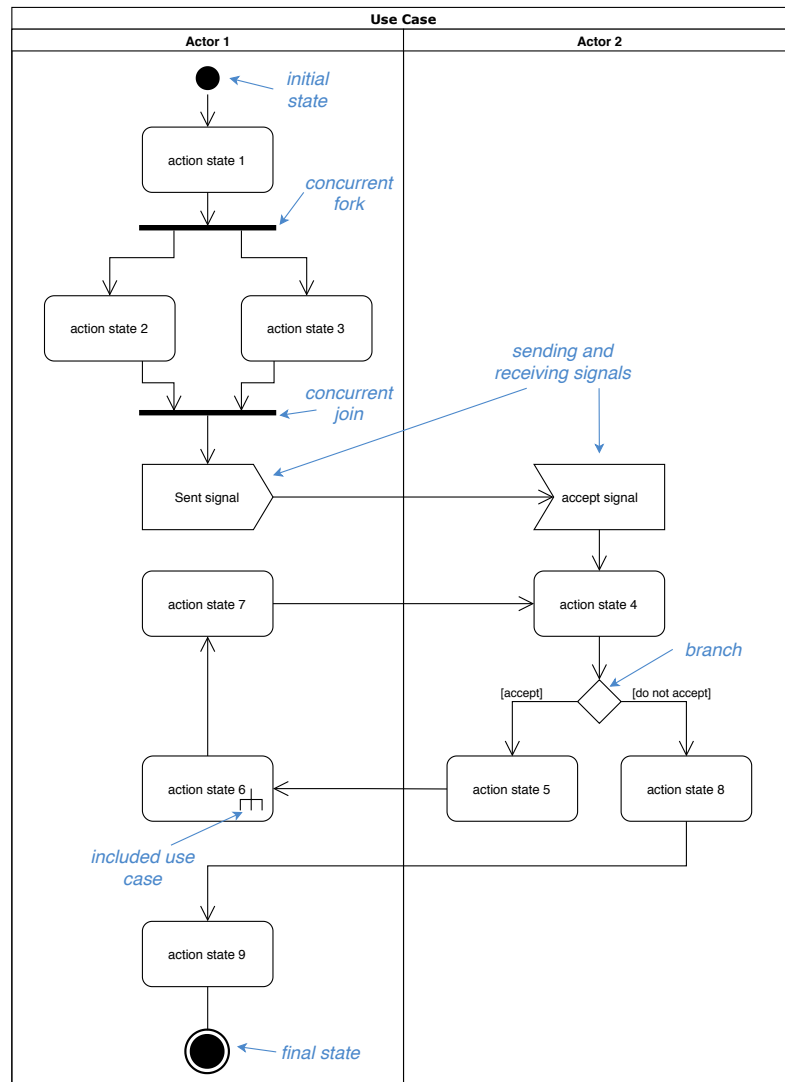 Use Case
Actor 1
Actor 2
initial
state
action state 1
concurrent
fork
action state 2
action state 3
sending and
receiving signals
concurrent
join
Sent signal
accept signal
action state 7
action state 4
branch
[accept]
[do not accept]
action state 6
action state 5
action state 8
included use
case
action state 9
final state